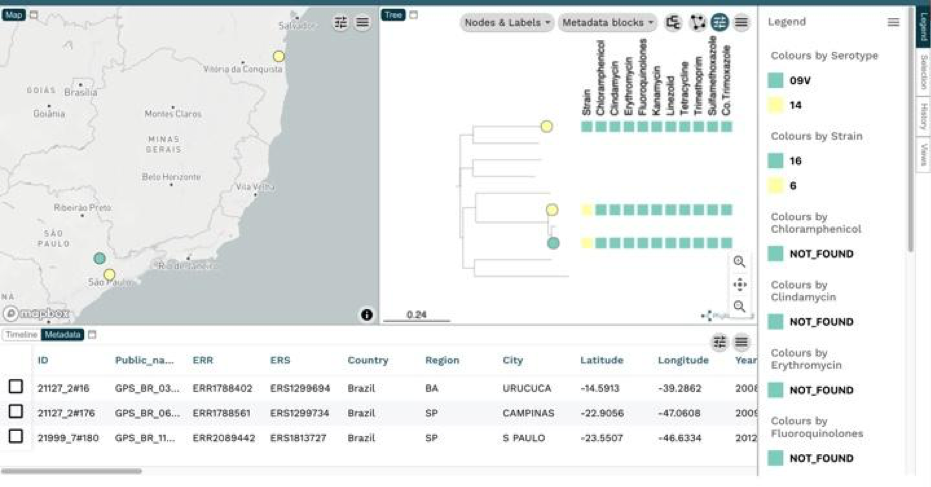 Map
Salvador
Vitória da Conquista
GOIÁS
Brasília
Goiânia
Montes Claros
MINAS
GERAIS
Belo Horizonte
Vila Velha
Ribeirão Preto
SÃO
PAULO
São Paulo
Rio de Janeiro
NA
mapbox
Tree
Nodes & Labels
Metadata blocks
Strain
Chloramphenicol
Clindamycin
Erythromycin
Fluoroquinolones
Kanamycin
Linezolid
Tetracycline
Trimethoprim
Sulfamethoxazole
Co. Trimoxazole
0.24
Legend
Colours by Serotype
09V
14
Colours by Strain
16
6
Colours by
Chloramphenicol
NOT_FOUND
Colours by
Clindamycin
NOT_FOUND
Colours by
Erythromycin
NOT_FOUND
Colours by
Fluoroquinolones
NOT_FOUND
Legend
Selection
History
Views
Timeline Metadata
ID Public_na... ERR ERS Country Region City Latitude Longitude Year
21127_2#16 GPS_BR_03... ERR1788402 ERS1299694 Brazil BA URUCUCA -14.5913 -39.2862 2008
21127_2#176 GPS_BR_06... ERR1788561 ERS1299734 Brazil SP CAMPINAS -22.9056 -47.0608 2009
21999_7#180 GPS_BR_11... ERR2089442 ERS1813727 Brazil SP S PAULO -23.5507 -46.6334 2012